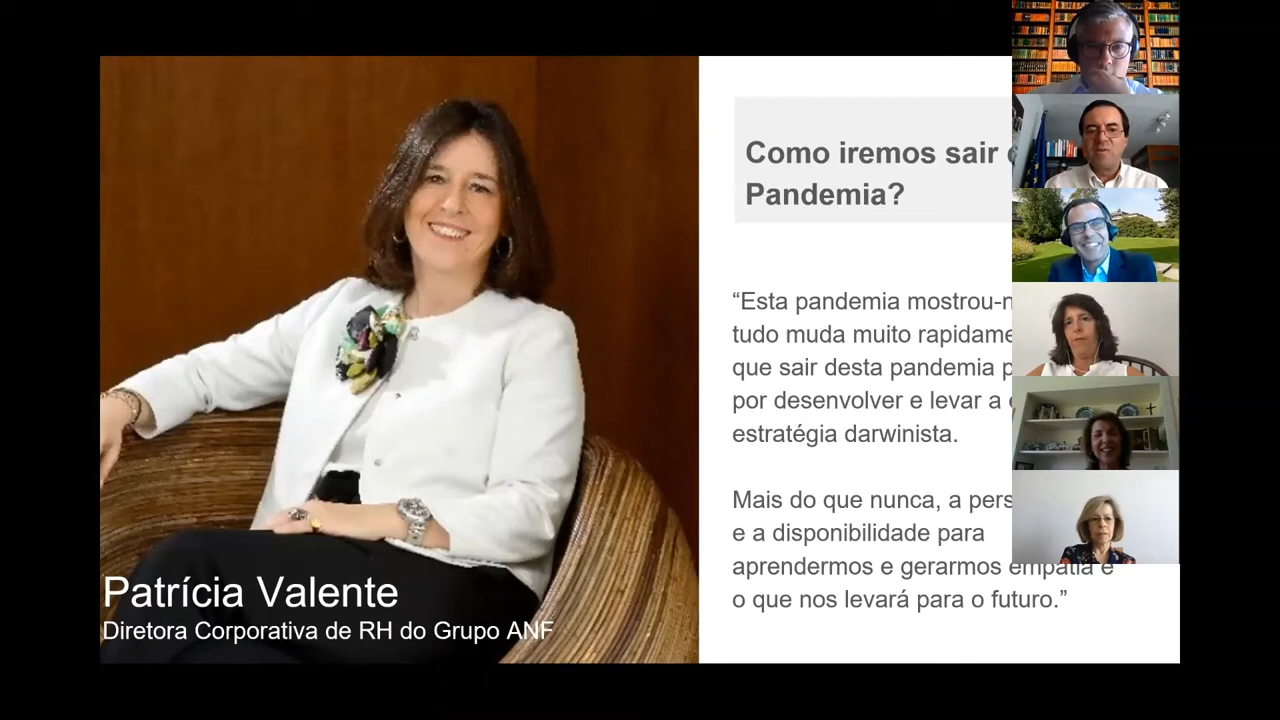 Como iremos sair
Pandemia?
“Esta pandemia mostrou-n
tudo muda muito rapidame
que sair desta pandemia p
por desenvolver e levar a
estratégia darwinista.
Mais do que nunca, a pers
e a disponibilidade para
aprendermos e gerarmos empatia e
o que nos levará para o futuro.”
Patrícia Valente
Diretora Corporativa de RH do Grupo ANF